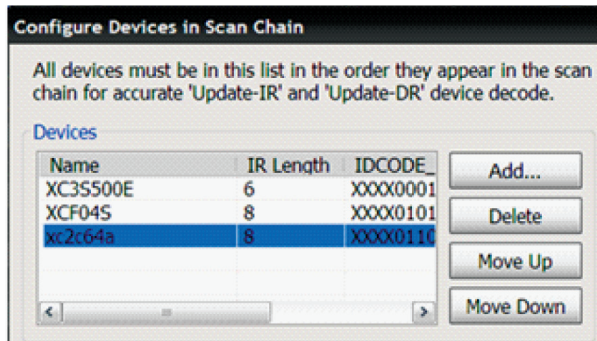 Configure Devices in Scan Chain
All devices must be in this list in the order they appear in the scan
chain for accurate 'Update-IR' and 'Update-DR' device decode.
Devices
Name IR Length IDCODE_
XC3S500E 6 XXXX0001
XCF04S 8 XXXX0101
xc2c64a 8 XXXX0110
Add...
Delete
Move Up
Move Down